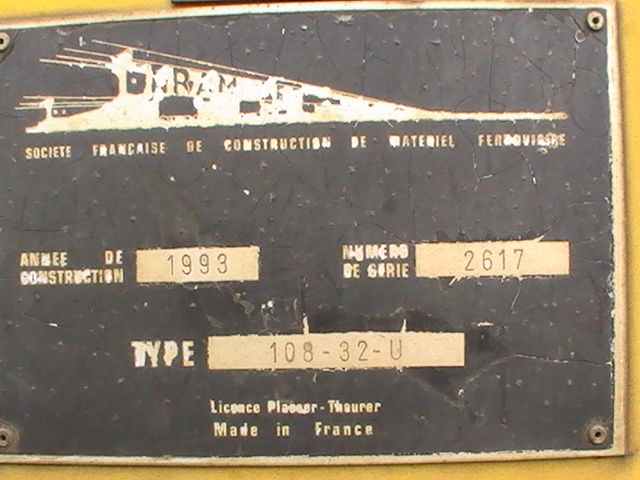 SOCIETE FRANCAISE DE CONSTRUCTION DE MATERIEL FERROVIAIRE
ANNEE DE CONSTRUCTION 1993
NUMERO DE SERIE 2617
TYPE 108-32-U
Licence Plasser-Theurer
Made in France